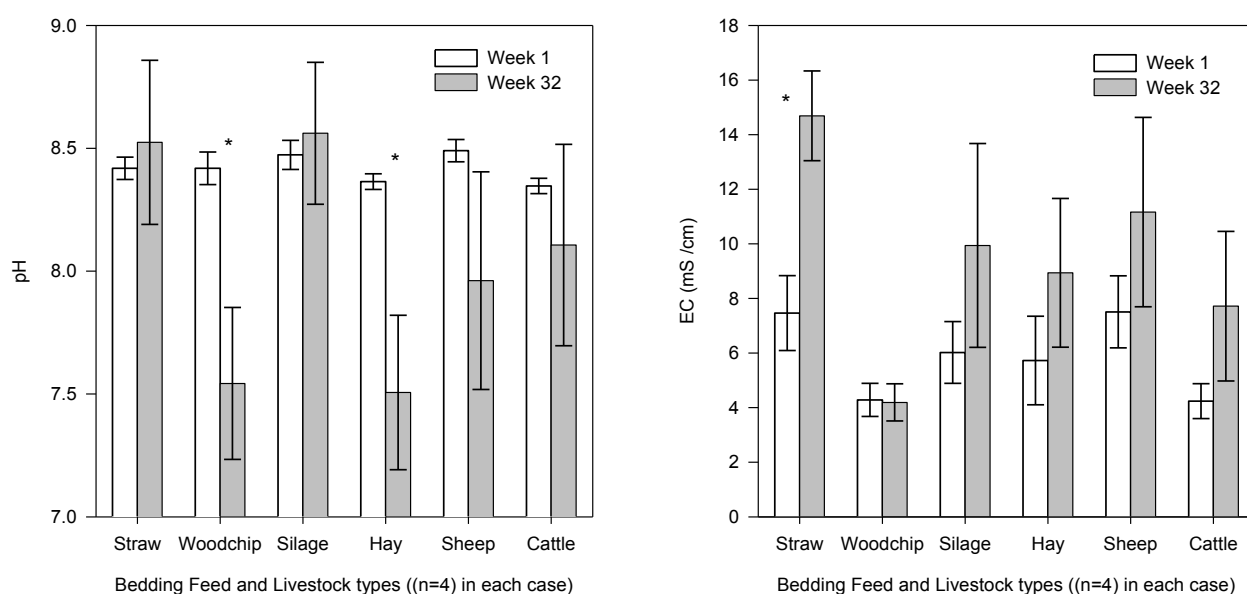 9.0
8.5
8.0
7.5
7.0
pH
Week 1
Week 32
*
*
Straw Woodchip Silage Hay Sheep Cattle
Bedding Feed and Livestock types ((n=4) in each case)
18
16
14
12
10
8
6
4
2
0
EC (mS /cm)
Week 1
Week 32
*
Straw Woodchip Silage Hay Sheep Cattle
Bedding Feed and Livestock types ((n=4) in each case)